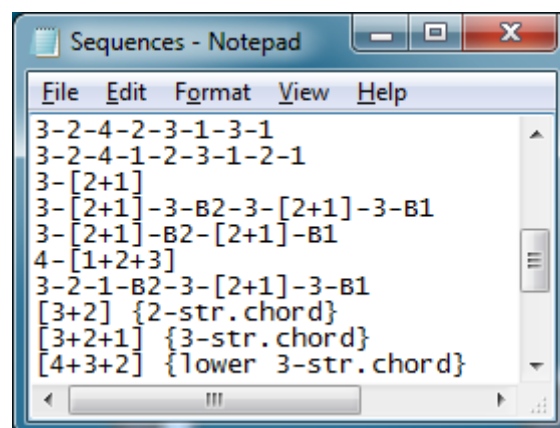 Sequences - Notepad
File Edit Format View Help
3-2-4-2-3-1-3-1
3-2-4-1-2-3-1-2-1
3-[2+1]
3-[2+1]-3-B2-3-[2+1]-3-B1
3-[2+1]-B2-[2+1]-B1
4-[1+2+3]
3-2-1-B2-3-[2+1]-3-B1
[3+2] {2-str.chord}
[3+2+1] {3-str.chord}
[4+3+2] {lower 3-str.chord}